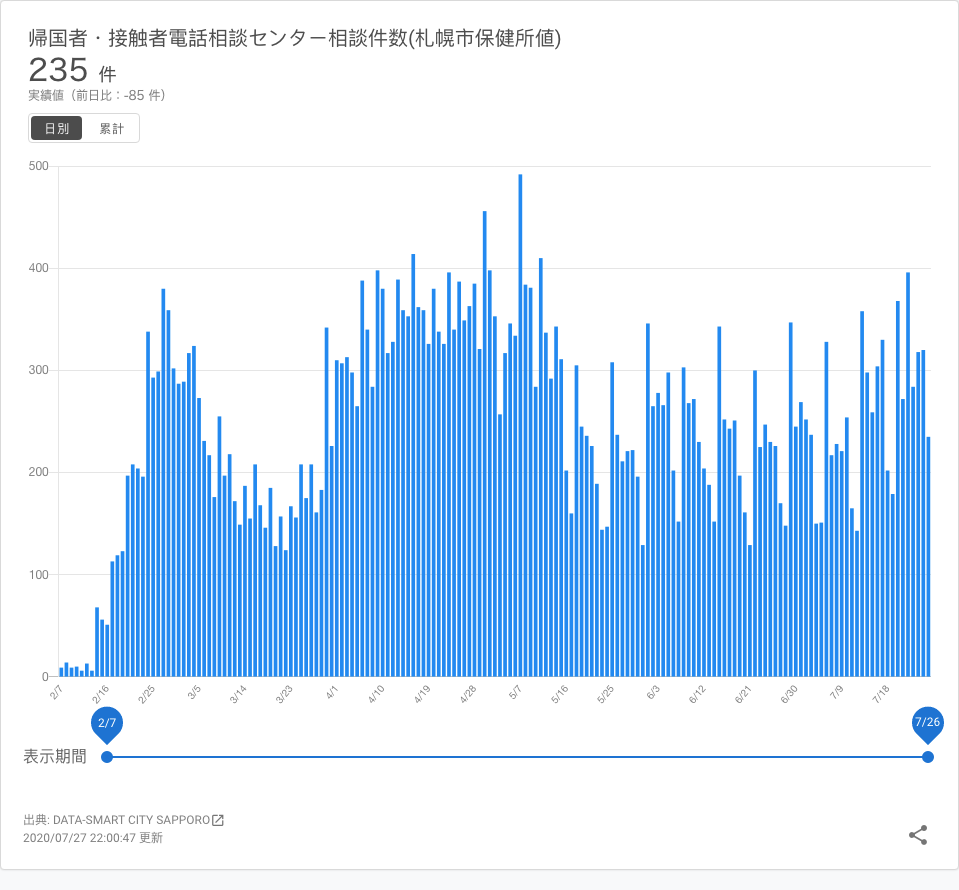 帰国者・接触者電話相談センター相談件数(札幌市保健所値)
235 件
実績値（前日比：-85 件）
日別 累計
500
400
300
200
100
0
2/7 2/16 2/25 3/5 3/14 3/23 4/1 4/10 4/19 4/28 5/7 5/16 5/25 6/3 6/12 6/21 6/30 7/9 7/18
2/7 7/26
表示期間
出典: DATA-SMART CITY SAPPORO
2020/07/27 22:00:47 更新